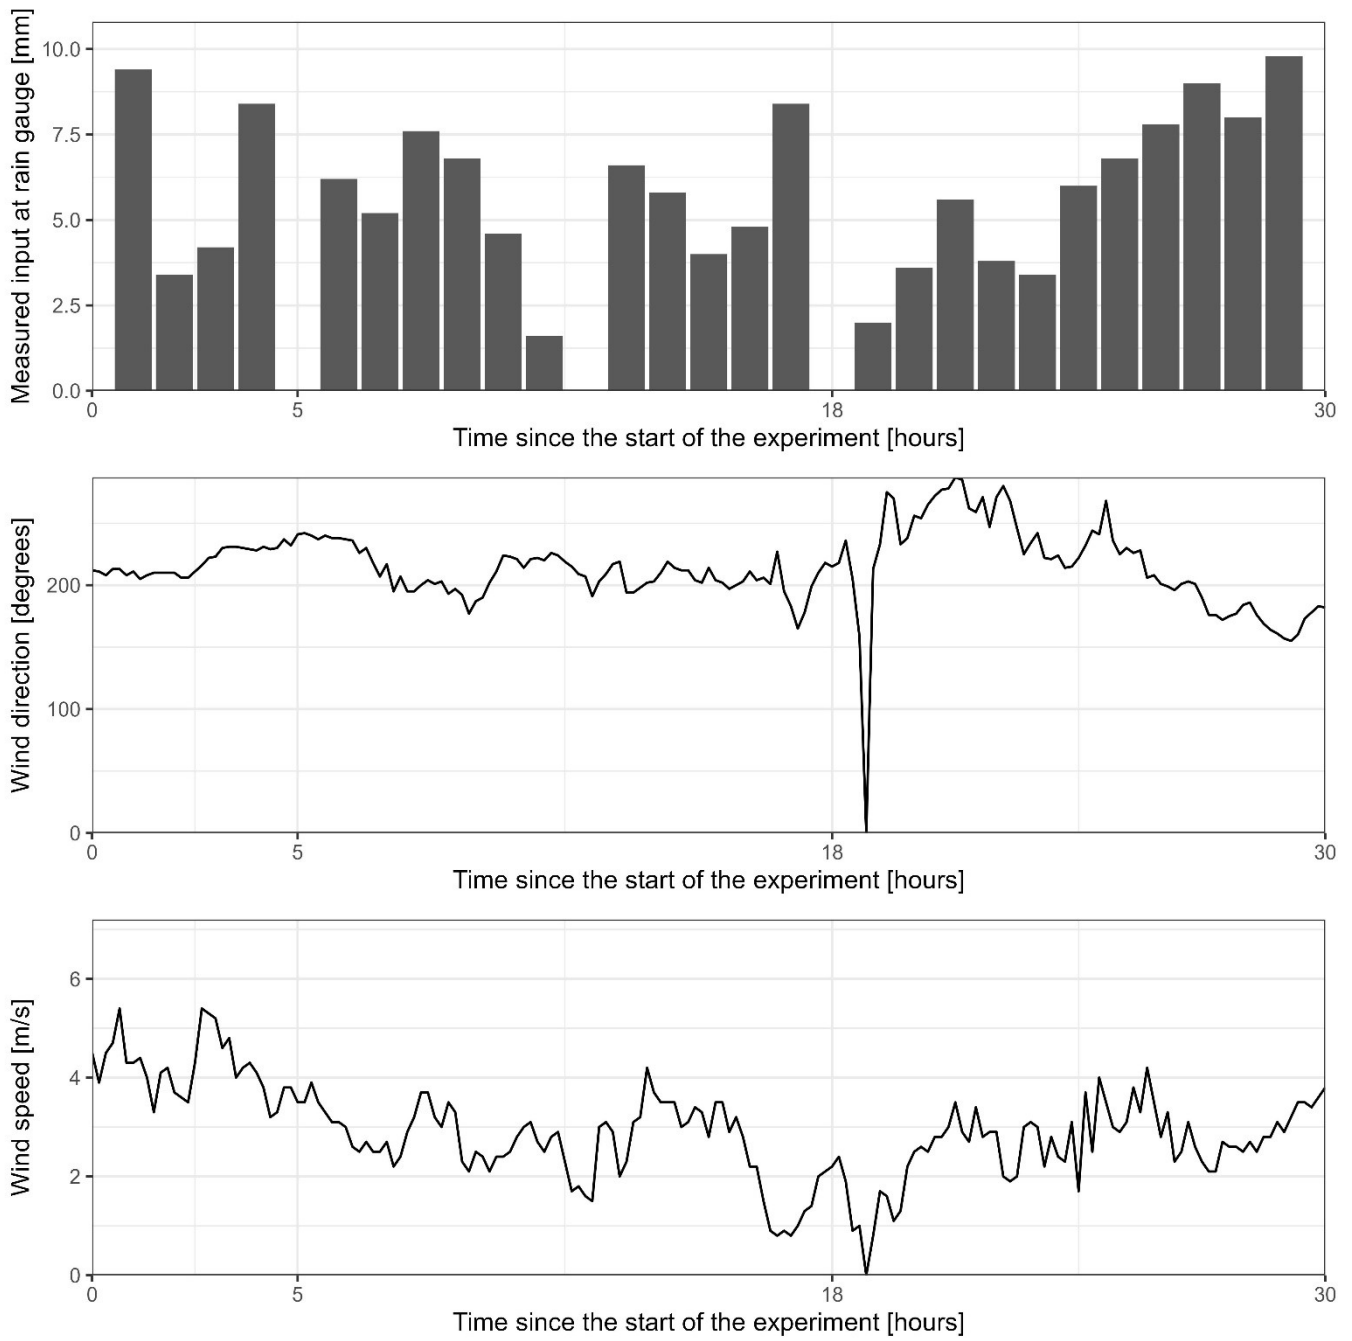 Measured input at rain gauge [mm]
10.0
7.5
5.0
2.5
0.0
0 5 18 30
Time since the start of the experiment [hours]
Wind direction [degrees]
200
100
0
0 5 18 30
Time since the start of the experiment [hours]
Wind speed [m/s]
6
4
2
0
0 5 18 30
Time since the start of the experiment [hours]